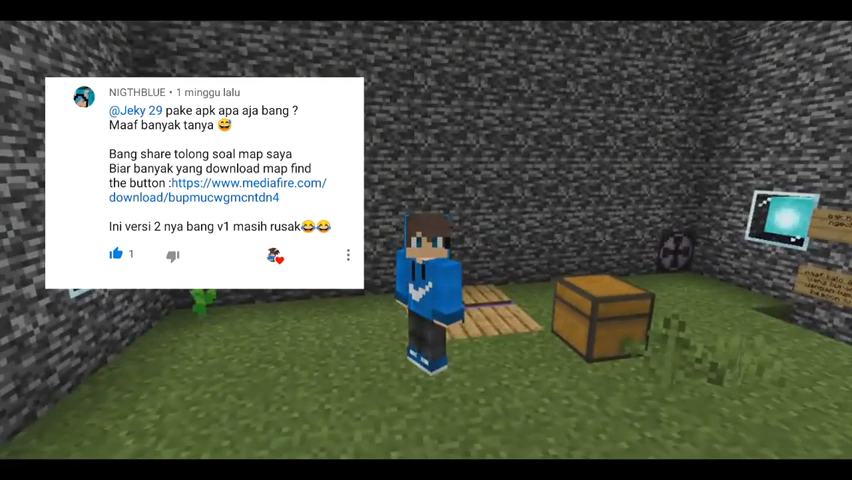 NIGTHBLUE • 1 minggu lalu
@Jeky 29 pake apk apa aja bang ?
Maaf banyak tanya 😅
Bang share tolong soal map saya
Biar banyak yang download map find
the button :https://www.mediafire.com/
download/bupmucwgmcntdn4
Ini versi 2 nya bang v1 masih rusak😂😂
1